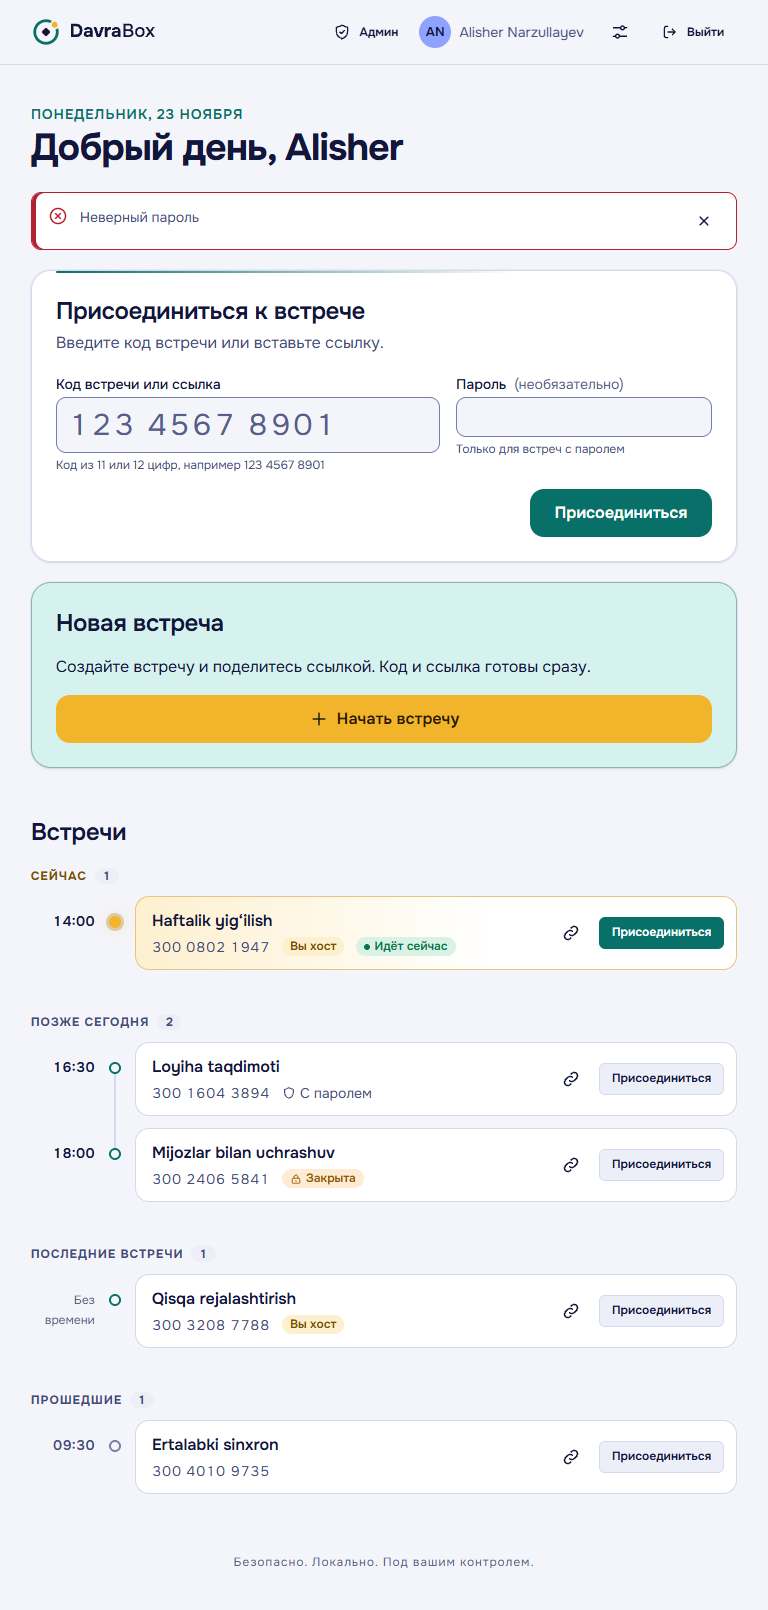 DavraBox
Админ
AN
Alisher Narzullayev
Выйти
ПОНЕДЕЛЬНИК, 23 НОЯБРЯ
Добрый день, Alisher
Неверный пароль
Присоединиться к встрече
Введите код встречи или вставьте ссылку.
Код встречи или ссылка
Пароль (необязательно)
123 4567 8901
Код из 11 или 12 цифр, например 123 4567 8901
Только для встреч с паролем
Присоединиться
Новая встреча
Создайте встречу и поделитесь ссылкой. Код и ссылка готовы сразу.
Начать встречу
Встречи
СЕЙЧАС 1
14:00
Haftalik yigʻilish
300 0802 1947 Вы хост Идёт сейчас
Присоединиться
ПОЗЖЕ СЕГОДНЯ 2
16:30
Loyiha taqdimoti
300 1604 3894 С паролем
Присоединиться
18:00
Mijozlar bilan uchrashuv
300 2406 5841 Закрыта
Присоединиться
ПОСЛЕДНИЕ ВСТРЕЧИ 1
Без
времени
Qisqa rejalashtirish
300 3208 7788 Вы хост
Присоединиться
ПРОШЕДШИЕ 1
09:30
Ertalabki sinxron
300 4010 9735
Присоединиться
Безопасно. Локально. Под вашим контролем.